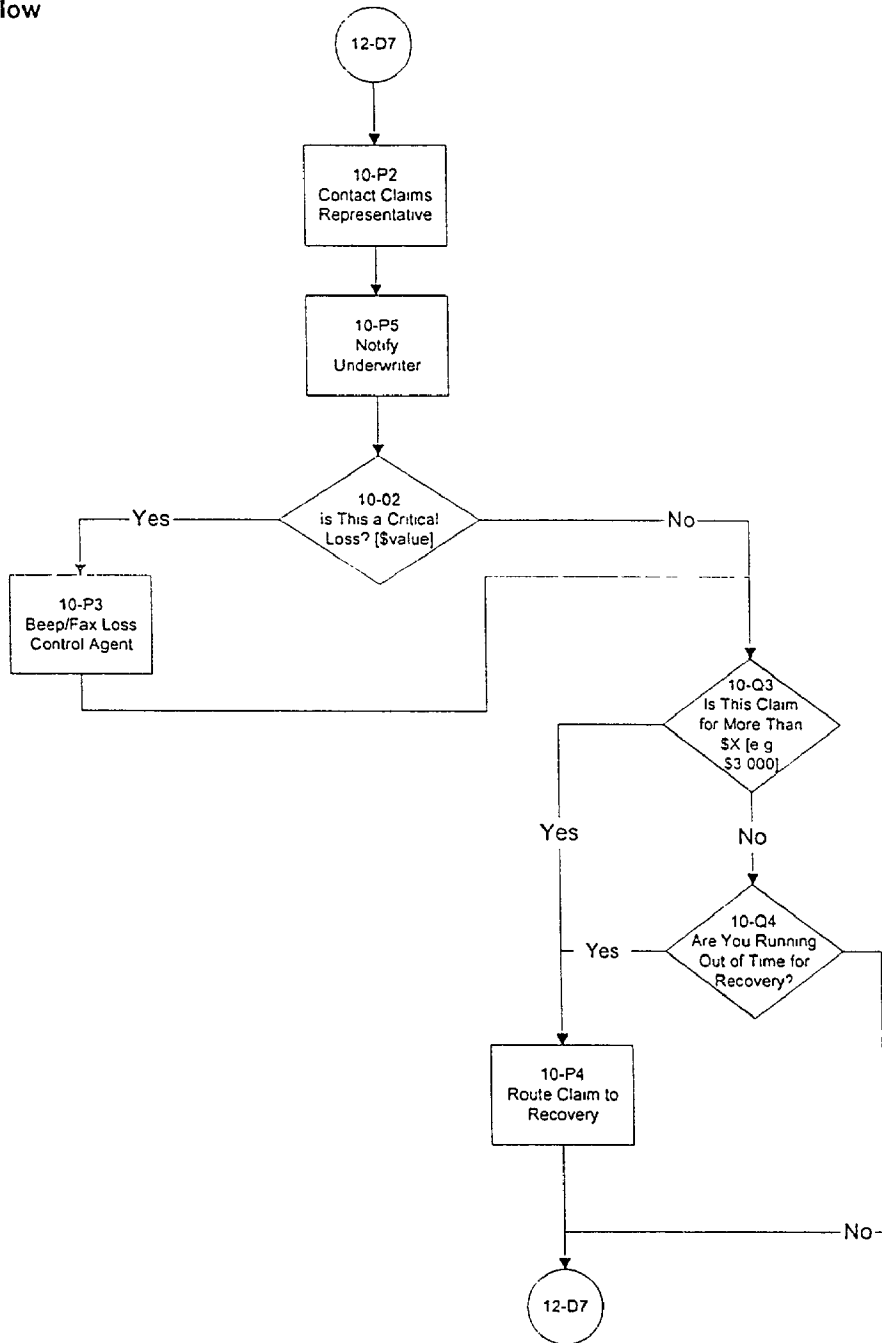 low
12-D7
10-P2
Contact Claims
Representative
10-P5
Notify
Underwriter
10-02
is This a Critical
Loss? [$value]
Yes
No
10-P3
Beep/Fax Loss
Control Agent
10-Q3
Is This Claim
for More Than
$X [e g
$3 000]
Yes
No
10-Q4
Are You Running
Out of Time for
Recovery?
Yes
10-P4
Route Claim to
Recovery
No
12-D7